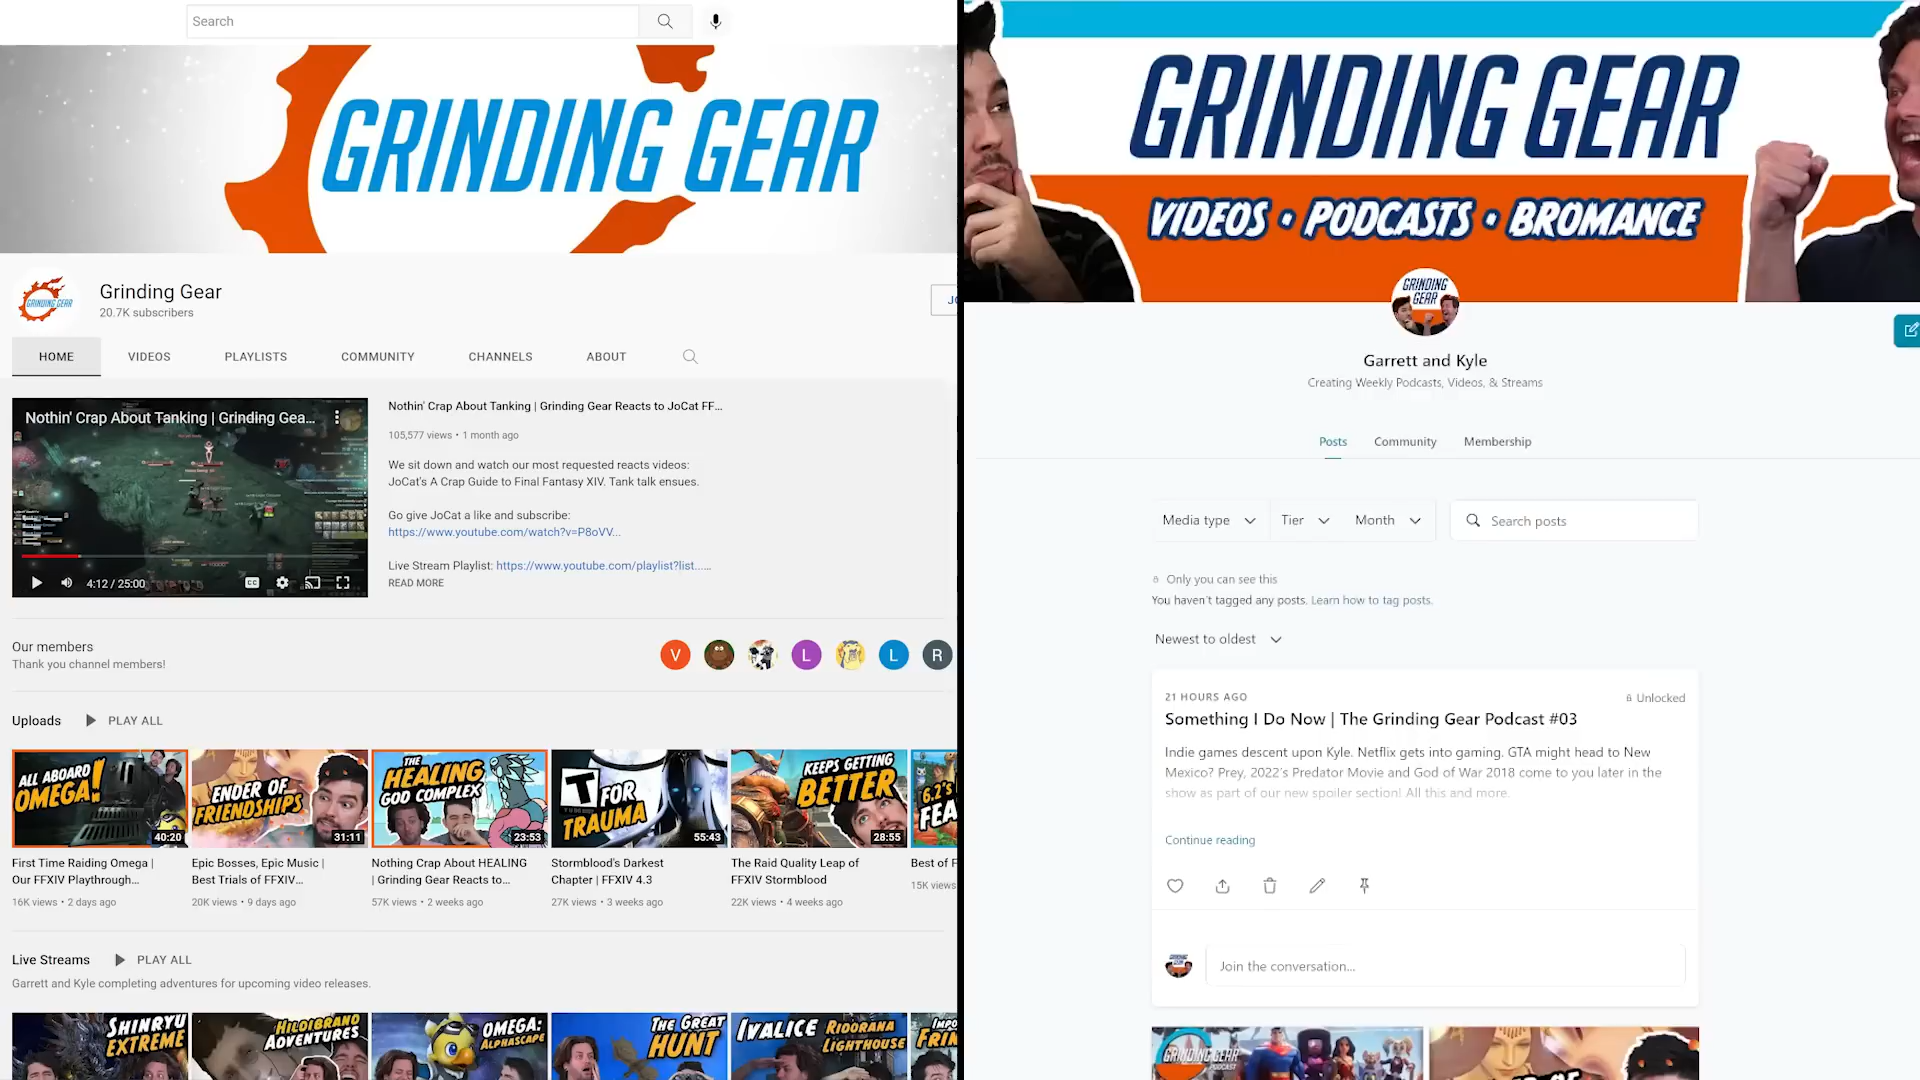 Search
GRINDING GEAR
GRINDING GEAR
Grinding Gear
20.7K subscribers
HOME
VIDEOS
PLAYLISTS
COMMUNITY
CHANNELS
ABOUT
Nothin' Crap About Tanking | Grinding Gea...
4:12 / 25:00
Nothin' Crap About Tanking | Grinding Gear Reacts to JoCat FF...
105,577 views • 1 month ago
We sit down and watch our most requested reacts videos:
JoCat's A Crap Guide to Final Fantasy XIV. Tank talk ensues.
Go give JoCat a like and subscribe:
https://www.youtube.com/watch?v=P8oVV...
Live Stream Playlist: https://www.youtube.com/playlist?list......
READ MORE
Our members
Thank you channel members!
V
L
L
R
Uploads
PLAY ALL
ALL ABOARD
OMEGA!
40:20
First Time Raiding Omega |
Our FFXIV Playthrough...
16K views • 2 days ago
ENDER OF
FRIENDSHIPS
31:11
Epic Bosses, Epic Music |
Best Trials of FFXIV...
20K views • 9 days ago
THE
HEALING
GOD COMPLEX
23:53
Nothing Crap About HEALING
| Grinding Gear Reacts to...
57K views • 2 weeks ago
T FOR
TRAUMA
55:43
Stormblood's Darkest
Chapter | FFXIV 4.3
27K views • 3 weeks ago
KEEPS GETTING
BETTER
28:55
The Raid Quality Leap of
FFXIV Stormblood
22K views • 4 weeks ago
6.2's
FEA
Best of F
15K views
Live Streams
PLAY ALL
Garrett and Kyle completing adventures for upcoming video releases.
SHINRYU
EXTREME
HILDIBRAND
ADVENTURES
OMEGA:
ALPHASCAPE
THE GREAT
HUNT
IVALICE RIDORANA
LIGHTHOUSE
GRINDING GEAR
VIDEOS • PODCASTS • BROMANCE
GRINDING
GEAR
Garrett and Kyle
Creating Weekly Podcasts, Videos, & Streams
Posts
Community
Membership
Media type
Tier
Month
Search posts
Only you can see this
You haven't tagged any posts. Learn how to tag posts.
Newest to oldest
21 HOURS AGO
Unlocked
Something I Do Now | The Grinding Gear Podcast #03
Indie games descent upon Kyle. Netflix gets into gaming. GTA might head to New
Mexico? Prey, 2022's Predator Movie and God of War 2018 come to you later in the
show as part of our new spoiler section! All this and more.
Continue reading
Join the conversation...
GRINDING GEAR
PODCAST